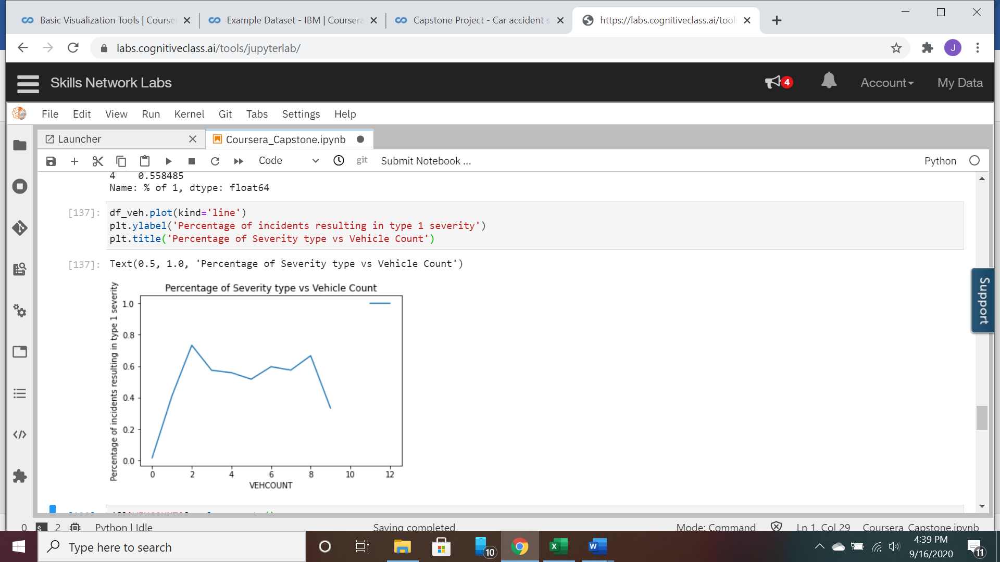 Basic Visualization Tools | Course
Example Dataset - IBM | Coursera
Capstone Project - Car accident s
https://labs.cognitiveclass.ai/tool
labs.cognitiveclass.ai/tools/jupyterlab/
J
Skills Network Labs
4
Account
My Data
File Edit View Run Kernel Git Tabs Settings Help
Launcher
Coursera_Capstone.ipynb
Code
git
Submit Notebook ...
Python
4    0.558485
Name: % of 1, dtype: float64
[137]:
df_veh.plot(kind='line')
plt.ylabel('Percentage of incidents resulting in type 1 severity')
plt.title('Percentage of Severity type vs Vehicle Count')
[137]:
Text(0.5, 1.0, 'Percentage of Severity type vs Vehicle Count')
Percentage of Severity type vs Vehicle Count
Percentage of incidents resulting in type 1 severity
1.0
0.8
0.6
0.4
0.2
0.0
0 2 4 6 8 10 12
VEHCOUNT
Support
0
$
2
Python | Idle
Saving completed
Mode: Command
Ln 1, Col 29
Coursera_Capstone.ipynb
Type here to search
10
4:39 PM
9/16/2020
11